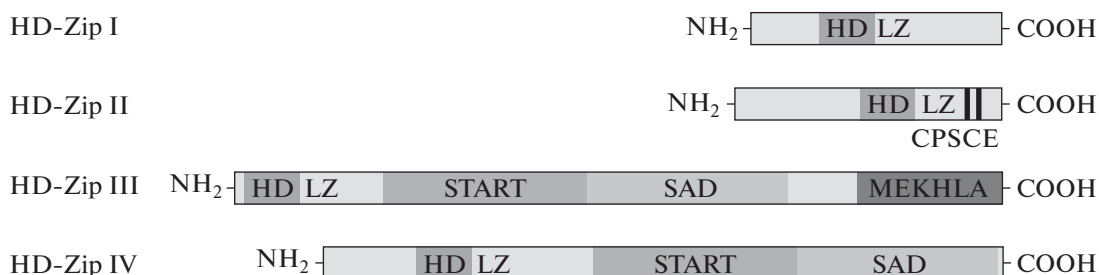 HD-Zip I NH2 HD LZ COOH
HD-Zip II NH2 HD LZ COOH
CPSCE
HD-Zip III NH2 HD LZ START SAD MEKHLA COOH
HD-Zip IV NH2 HD LZ START SAD COOH